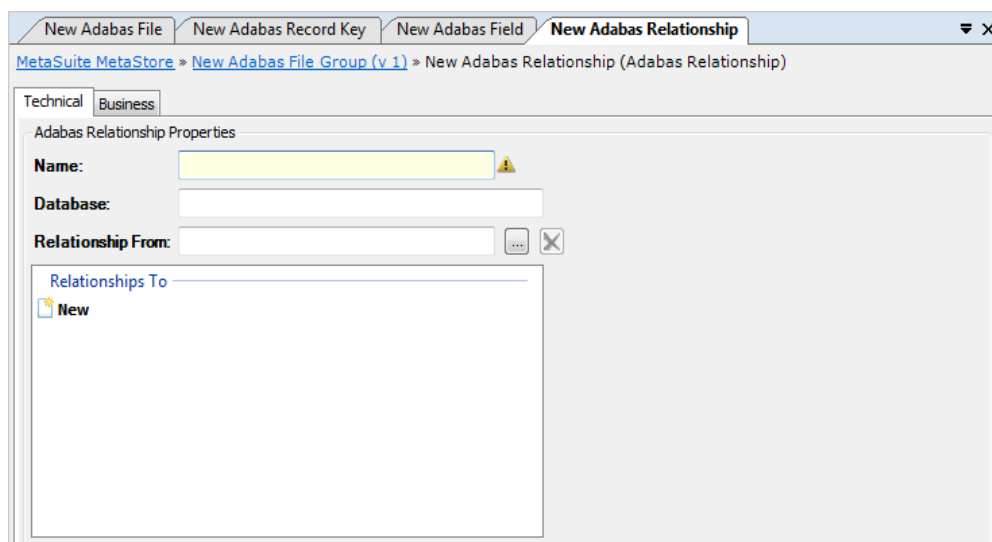 New Adabas File New Adabas Record Key New Adabas Field New Adabas Relationship
MetaSuite MetaStore » New Adabas File Group (v 1) » New Adabas Relationship (Adabas Relationship)
Technical Business
Adabas Relationship Properties
Name:
Database:
Relationship From: ...
Relationships To
New